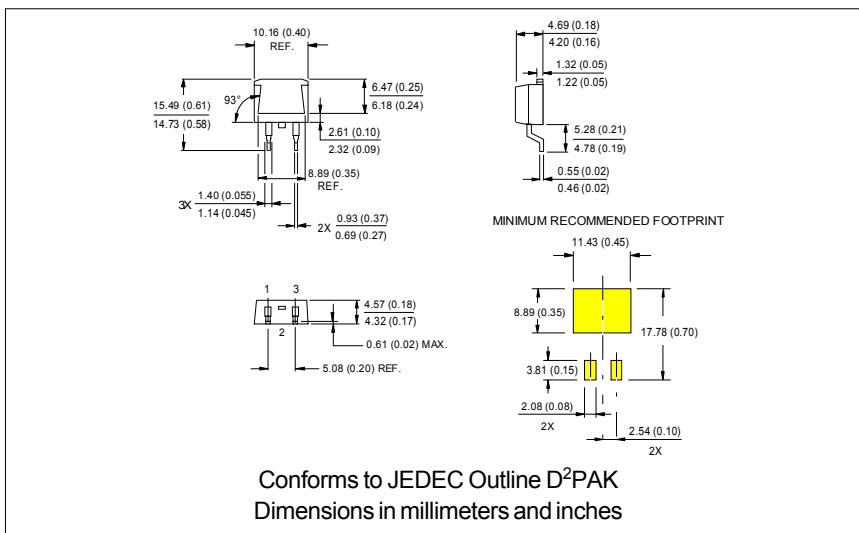 10.16 (0.40)
REF.
4.69 (0.18)
4.20 (0.16)
1.32 (0.05)
1.22 (0.05)
93°
6.47 (0.25)
6.18 (0.24)
15.49 (0.61)
14.73 (0.58)
2.61 (0.10)
2.32 (0.09)
5.28 (0.21)
4.78 (0.19)
8.89 (0.35)
REF.
0.55 (0.02)
0.46 (0.02)
3X
1.40 (0.055)
1.14 (0.045)
2X
0.93 (0.37)
0.69 (0.27)
MINIMUM RECOMMENDED FOOTPRINT
11.43 (0.45)
8.89 (0.35)
17.78 (0.70)
3.81 (0.15)
2.08 (0.08)
2X
2.54 (0.10)
2X
1 3
2
4.57 (0.18)
4.32 (0.17)
0.61 (0.02) MAX.
5.08 (0.20) REF.
Conforms to JEDEC Outline D²PAK
Dimensions in millimeters and inches